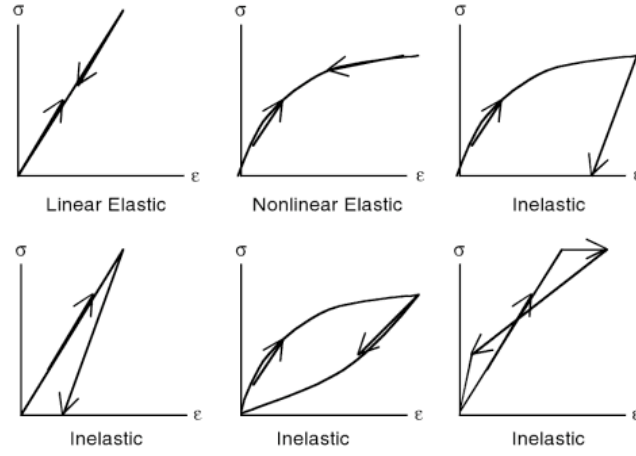 σ
σ
σ
ε
ε
ε
Linear Elastic
Nonlinear Elastic
Inelastic
σ
σ
σ
ε
ε
ε
Inelastic
Inelastic
Inelastic